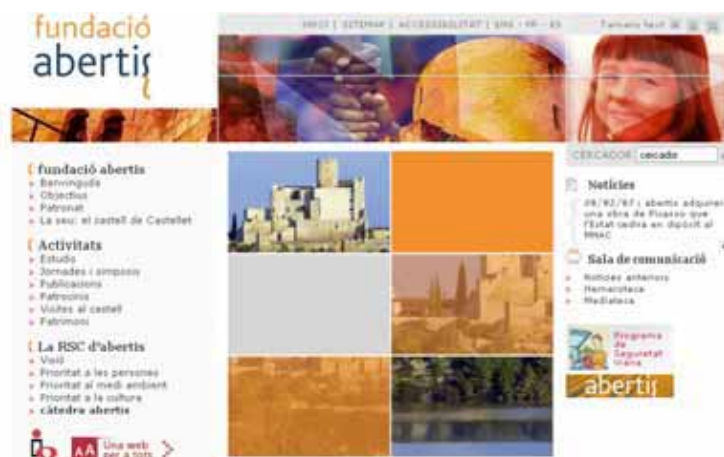 fundació
abertis
INICI | SITEMAP | ACCESSIBILITAT | ENG · FR · ES
Tamany text
CERCADOR cercado
fundació abertis
Benvinguda
Objectius
Patronat
La seu: el castell de Castellet
Activitats
Estudis
Jornades i simposis
Publicacions
Patrocinis
Visites al castell
Patrimoni
La RSC d'abertis
Visió
Prioritat a les persones
Prioritat al medi ambient
Prioritat a la cultura
càtedra abertis
Una web
per a tots
Notícies
abertis adquireix
una obra de Picasso que
l'Estat cedirà en dipòsit al
MNAC
Sala de comunicació
Notícies anteriors
Hemeroteca
Mediateca
Programa
de
Seguretat
Viària
abertis